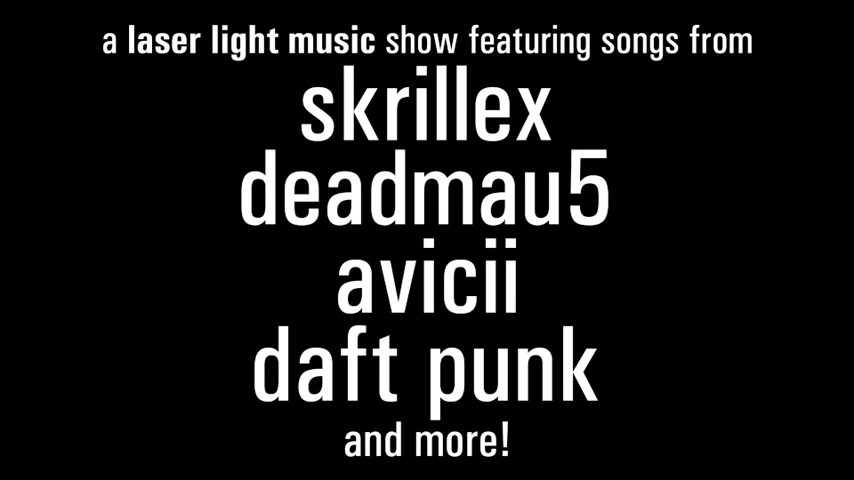 a laser light music show featuring songs from
skrillex
deadmau5
avicii
daft punk
and more!